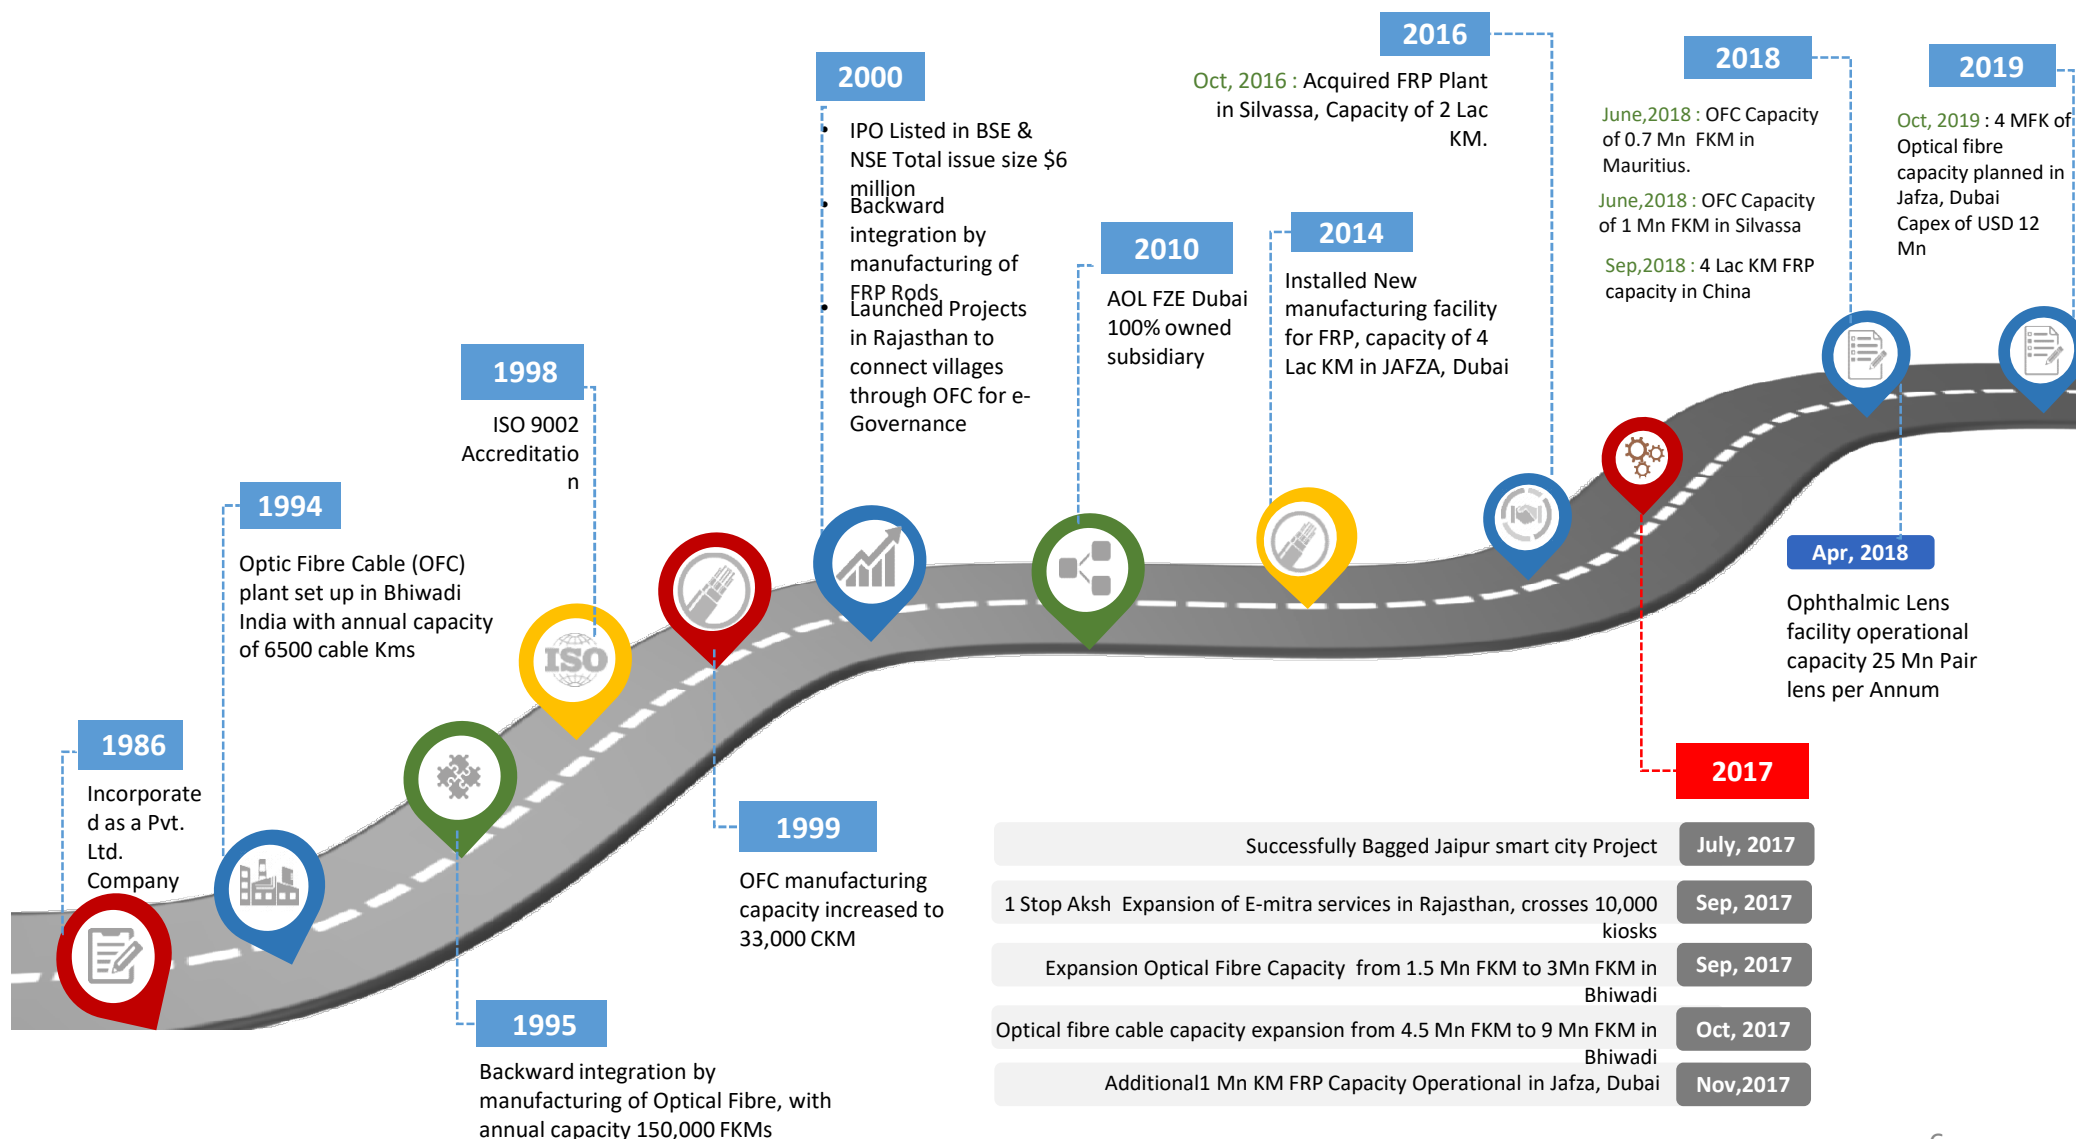 1986
Incorporate
d as a Pvt.
Ltd.
Company
1994
Optic Fibre Cable (OFC)
plant set up in Bhiwadi
India with annual capacity
of 6500 cable Kms
1995
Backward integration by
manufacturing of Optical Fibre, with
annual capacity 150,000 FKMs
1998
ISO 9002
Accreditatio
n
ISO
1999
OFC manufacturing
capacity increased to
33,000 CKM
2000
• IPO Listed in BSE &
NSE Total issue size $6
million
• Backward
integration by
manufacturing of
FRP Rods
• Launched Projects
in Rajasthan to
connect villages
through OFC for e-
Governance
2010
AOL FZE Dubai
100% owned
subsidiary
2014
Installed New
manufacturing facility
for FRP, capacity of 4
Lac KM in JAFZA, Dubai
2016
Oct, 2016 : Acquired FRP Plant
in Silvassa, Capacity of 2 Lac
KM.
2017
Successfully Bagged Jaipur smart city Project July, 2017
1 Stop Aksh Expansion of E-mitra services in Rajasthan, crosses 10,000 Sep, 2017
kiosks
Expansion Optical Fibre Capacity from 1.5 Mn FKM to 3Mn FKM in Sep, 2017
Bhiwadi
Optical fibre cable capacity expansion from 4.5 Mn FKM to 9 Mn FKM in Oct, 2017
Bhiwadi
Additional1 Mn KM FRP Capacity Operational in Jafza, Dubai Nov,2017
2018
June,2018 : OFC Capacity
of 0.7 Mn FKM in
Mauritius.
June,2018 : OFC Capacity
of 1 Mn FKM in Silvassa
Sep,2018 : 4 Lac KM FRP
capacity in China
Apr, 2018
Ophthalmic Lens
facility operational
capacity 25 Mn Pair
lens per Annum
2019
Oct, 2019 : 4 MFK of
Optical fibre
capacity planned in
Jafza, Dubai
Capex of USD 12
Mn